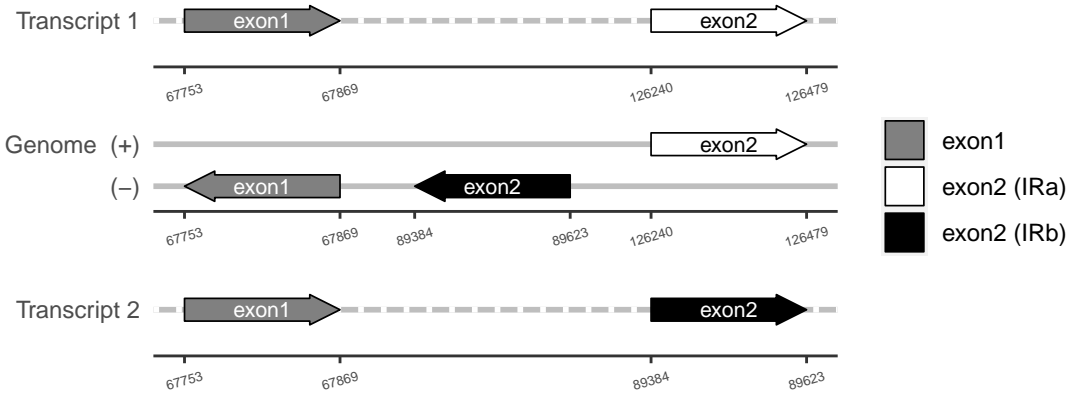 Transcript 1 exon1 exon2
67753 67869 126240 126479
Genome (+) exon2
(−) exon1 exon2
67753 67869 89384 89623 126240 126479
Transcript 2 exon1 exon2
67753 67869 89384 89623
exon1
exon2 (IRa)
exon2 (IRb)